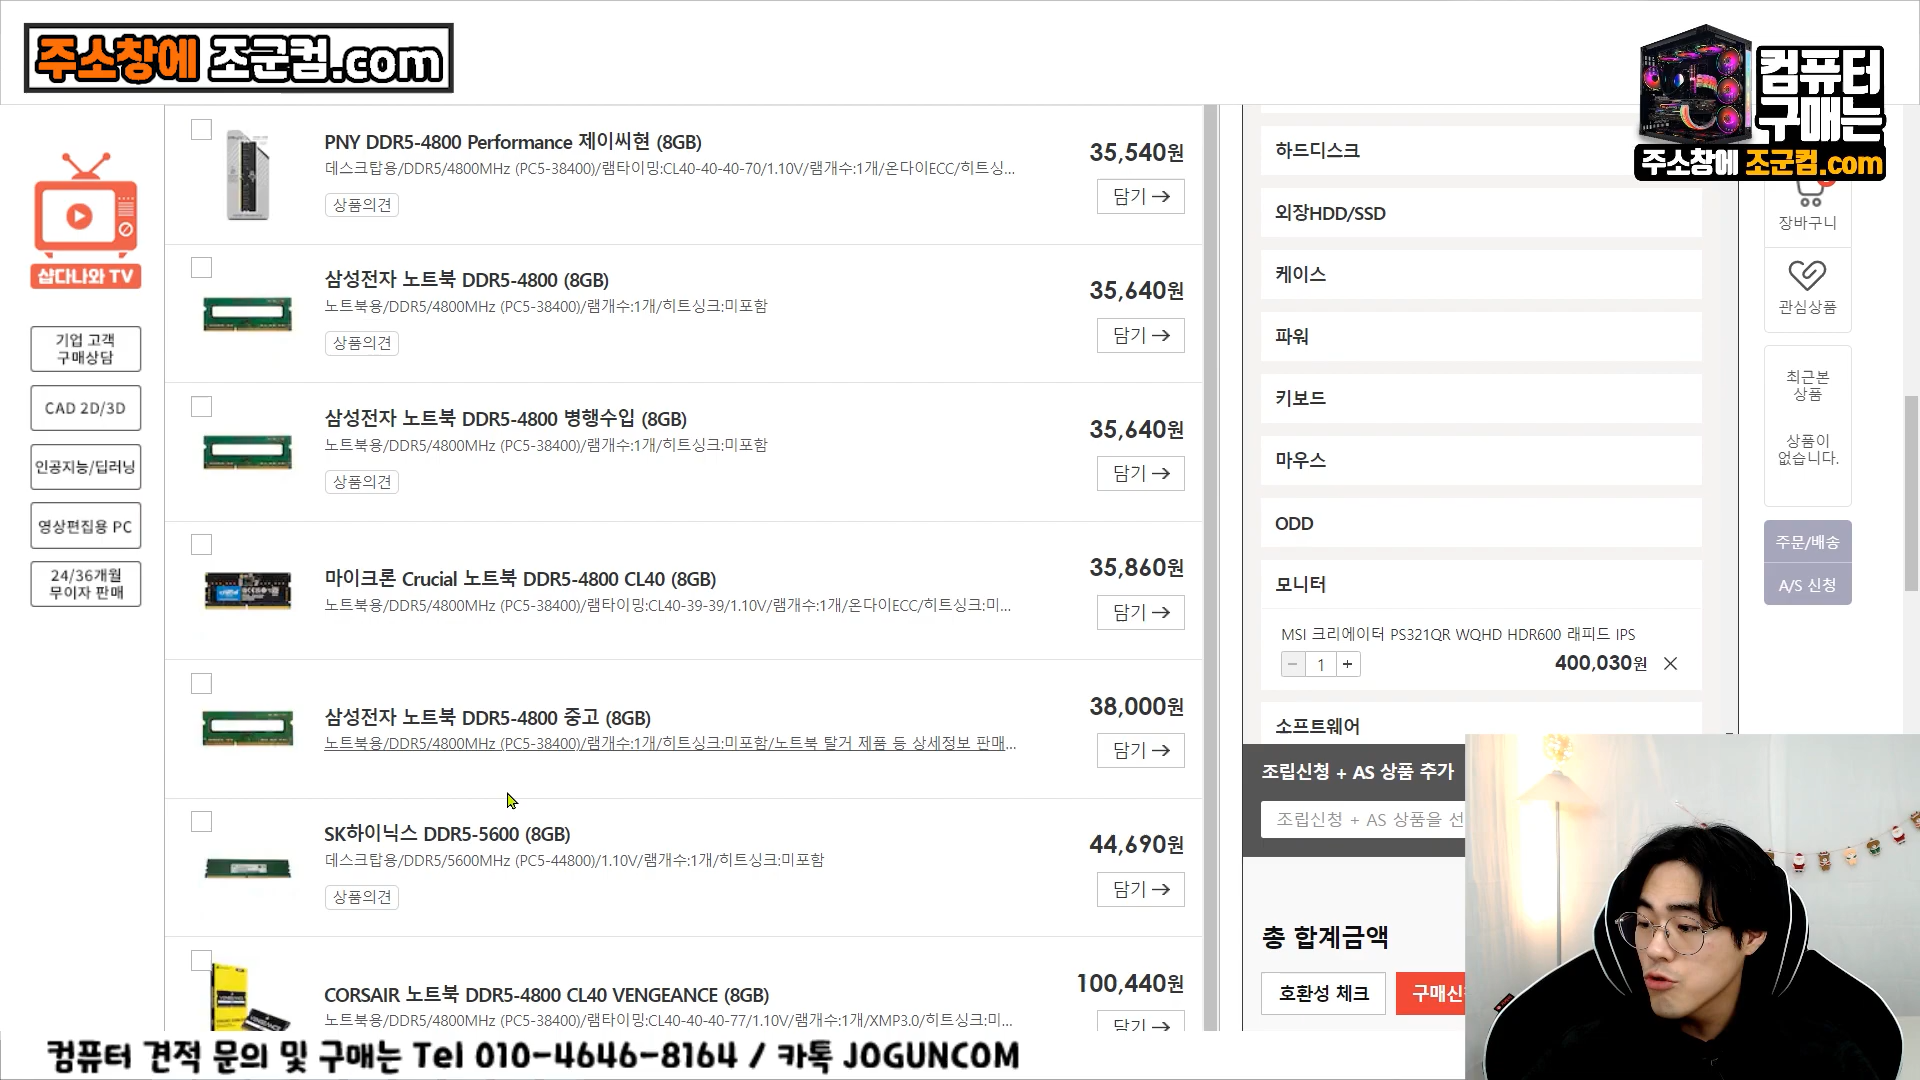 주소창에 조군컴.com
컴퓨터
구매는
주소창에 조군컴.com
샵다나와 TV
기업 고객
구매상담
CAD 2D/3D
인공지능/딥러닝
영상편집용 PC
24/36개월
무이자 판매
PNY DDR5-4800 Performance 제이씨현 (8GB)
데스크탑용/DDR5/4800MHz (PC5-38400)/램타이밍:CL40-40-40-70/1.10V/램개수:1개/온다이ECC/히트싱...
상품의견
35,540원
담기 →
삼성전자 노트북 DDR5-4800 (8GB)
노트북용/DDR5/4800MHz (PC5-38400)/램개수:1개/히트싱크:미포함
상품의견
35,640원
담기 →
삼성전자 노트북 DDR5-4800 병행수입 (8GB)
노트북용/DDR5/4800MHz (PC5-38400)/램개수:1개/히트싱크:미포함
상품의견
35,640원
담기 →
마이크론 Crucial 노트북 DDR5-4800 CL40 (8GB)
노트북용/DDR5/4800MHz (PC5-38400)/램타이밍:CL40-39-39/1.10V/램개수:1개/온다이ECC/히트싱크:미...
35,860원
담기 →
삼성전자 노트북 DDR5-4800 중고 (8GB)
노트북용/DDR5/4800MHz (PC5-38400)/램개수:1개/히트싱크:미포함/노트북 탈거 제품 등 상세정보 판매...
38,000원
담기 →
SK하이닉스 DDR5-5600 (8GB)
데스크탑용/DDR5/5600MHz (PC5-44800)/1.10V/램개수:1개/히트싱크:미포함
상품의견
44,690원
담기 →
CORSAIR 노트북 DDR5-4800 CL40 VENGEANCE (8GB)
노트북용/DDR5/4800MHz (PC5-38400)/램타이밍:CL40-40-40-77/1.10V/램개수:1개/XMP3.0/히트싱크:미...
100,440원
담기 →
하드디스크
외장HDD/SSD
케이스
파워
키보드
마우스
ODD
모니터
MSI 크리에이터 PS321QR WQHD HDR600 래피드 IPS
− 1 +
400,030원 ×
소프트웨어
조립신청 + AS 상품 추가
조립신청 + AS 상품을 선
총 합계금액
호환성 체크
구매신
장바구니
관심상품
최근본
상품
상품이
없습니다.
주문/배송
A/S 신청
컴퓨터 견적 문의 및 구매는 Tel 010-4646-8164 / 카톡 JOGUNCOM